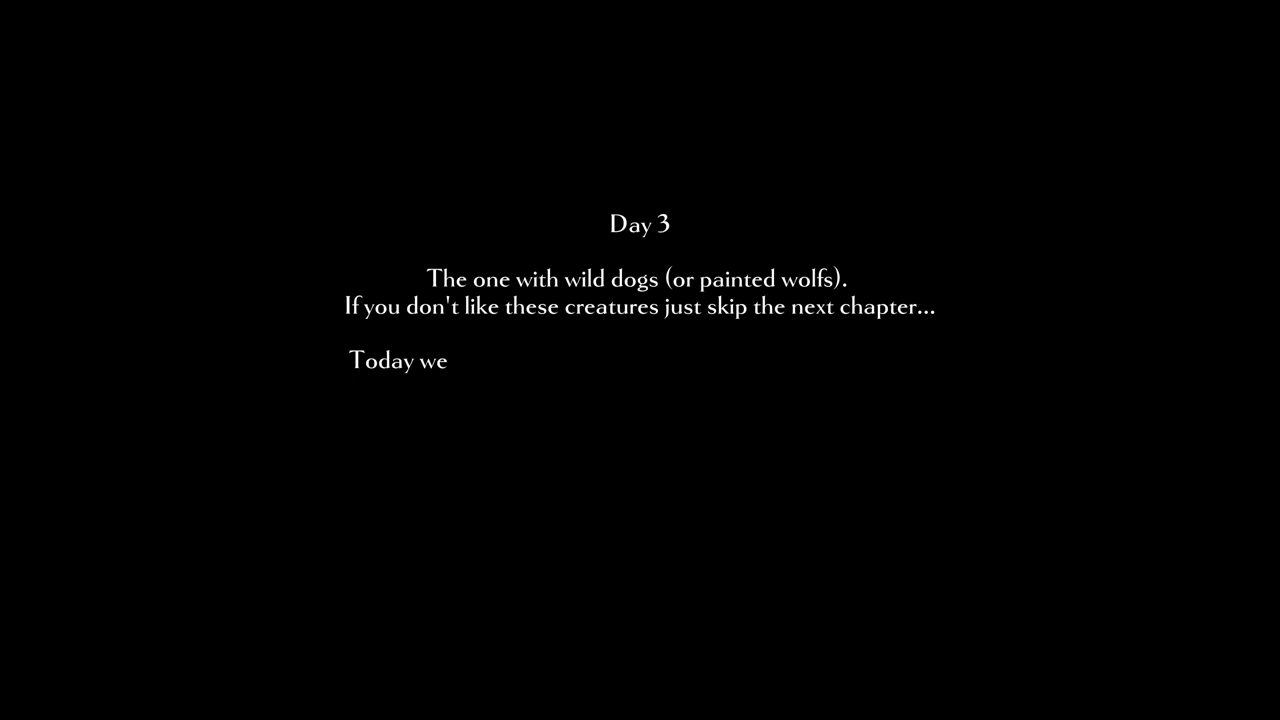 Day 3
The one with wild dogs (or painted wolfs).
If you don't like these creatures just skip the next chapter...
Today we